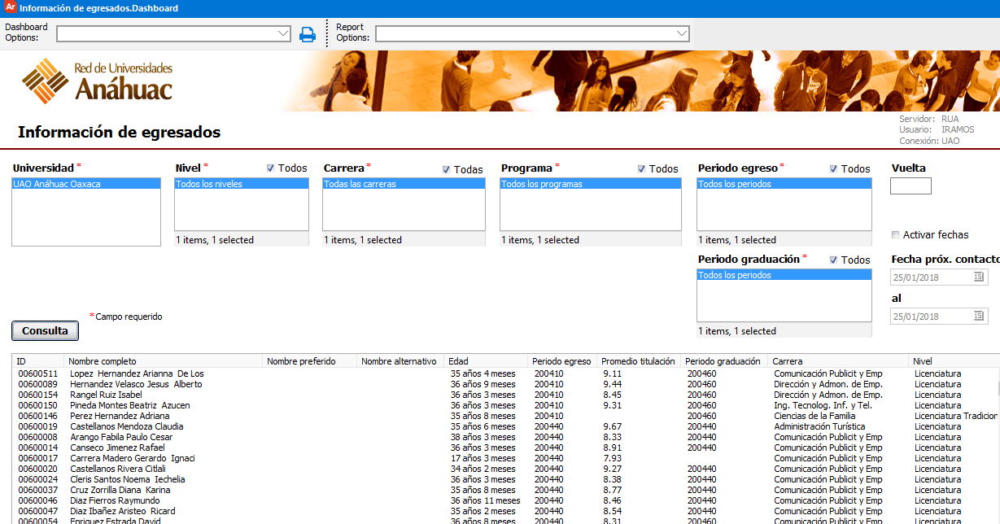 Ar Información de egresados.Dashboard
Dashboard Options: Report Options:
Red de Universidades
Anáhuac
Información de egresados
Servidor: RUA
Usuario: IRAMOS
Conexión: UAO
Universidad * Nivel * Todos Carrera * Todas Programa * Todos Periodo egreso * Todos Vuelta
UAO Anáhuac Oaxaca Todos los niveles Todas las carreras Todos los programas Todos los periodos
1 items, 1 selected 1 items, 1 selected 1 items, 1 selected 1 items, 1 selected
Activar fechas
Periodo graduación * Todos Fecha próx. contacto
Todos los periodos 25/01/2018
al
* Campo requerido 25/01/2018
Consulta 1 items, 1 selected
ID Nombre completo Nombre preferido Nombre alternativo Edad Periodo egreso Promedio titulación Periodo graduación Carrera Nivel
00600511 Lopez Hernandez Arianna De Los 35 años 4 meses 200410 9.11 200460 Comunicación Publicit y Emp Licenciatura
00600089 Hernandez Velasco Jesus Alberto 36 años 9 meses 200410 9.44 200460 Dirección y Admon. de Emp. Licenciatura
00600154 Rangel Ruiz Isabel 36 años 3 meses 200410 8.45 200460 Dirección y Admon. de Emp. Licenciatura
00600150 Pineda Montes Beatriz Azucen 36 años 3 meses 200410 9.31 200460 Ing. Tecnolog. Inf. y Tel. Licenciatura
00600146 Perez Hernandez Adriana 35 años 8 meses 200410 200460 Ciencias de la Familia Licenciatura Tradicion
00600019 Castellanos Mendoza Claudia 35 años 6 meses 200440 9.67 200440 Administración Turística Licenciatura
00600008 Arango Fabila Paulo Cesar 38 años 3 meses 200440 8.33 200440 Comunicación Publicit y Emp Licenciatura
00600014 Canseco Jimenez Rafael 36 años 3 meses 200440 8.91 200440 Comunicación Publicit y Emp Licenciatura
00600017 Carrera Madero Gerardo Ignaci 17 años 3 meses 200440 7.93 Comunicación Publicit y Emp Licenciatura
00600020 Castellanos Rivera Citlali 34 años 2 meses 200440 9.27 200440 Comunicación Publicit y Emp Licenciatura
00600024 Cleris Santos Noema Iechelia 36 años 3 meses 200440 8.38 200440 Comunicación Publicit y Emp Licenciatura
00600037 Cruz Zorrilla Diana Karina 35 años 8 meses 200440 8.77 200440 Comunicación Publicit y Emp Licenciatura
00600046 Diaz Fierros Raymundo 36 años 11 meses 200440 8.46 200440 Comunicación Publicit y Emp Licenciatura
00600047 Diaz Ibañez Aristeo Ricard 35 años 2 meses 200440 8.54 200440 Comunicación Publicit y Emp Licenciatura
00600054 Enriquez Estrada David 36 años 8 meses 200440 8.31 200460 Comunicación Publicit y Emp Licenciatura